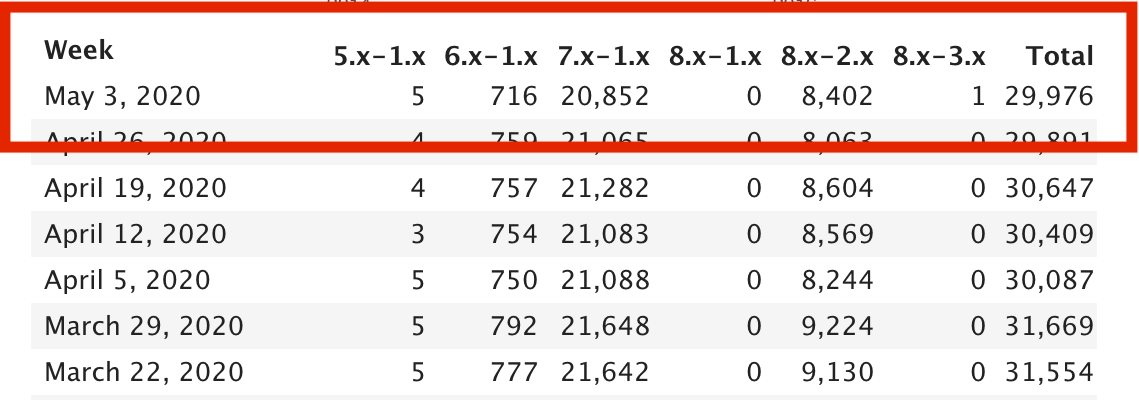 Week 5.x-1.x 6.x-1.x 7.x-1.x 8.x-1.x 8.x-2.x 8.x-3.x Total
May 3, 2020 5 716 20,852 0 8,402 1 29,976
April 26, 2020 4 759 21,065 0 8,063 0 29,891
April 19, 2020 4 757 21,282 0 8,604 0 30,647
April 12, 2020 3 754 21,083 0 8,569 0 30,409
April 5, 2020 5 750 21,088 0 8,244 0 30,087
March 29, 2020 5 792 21,648 0 9,224 0 31,669
March 22, 2020 5 777 21,642 0 9,130 0 31,554